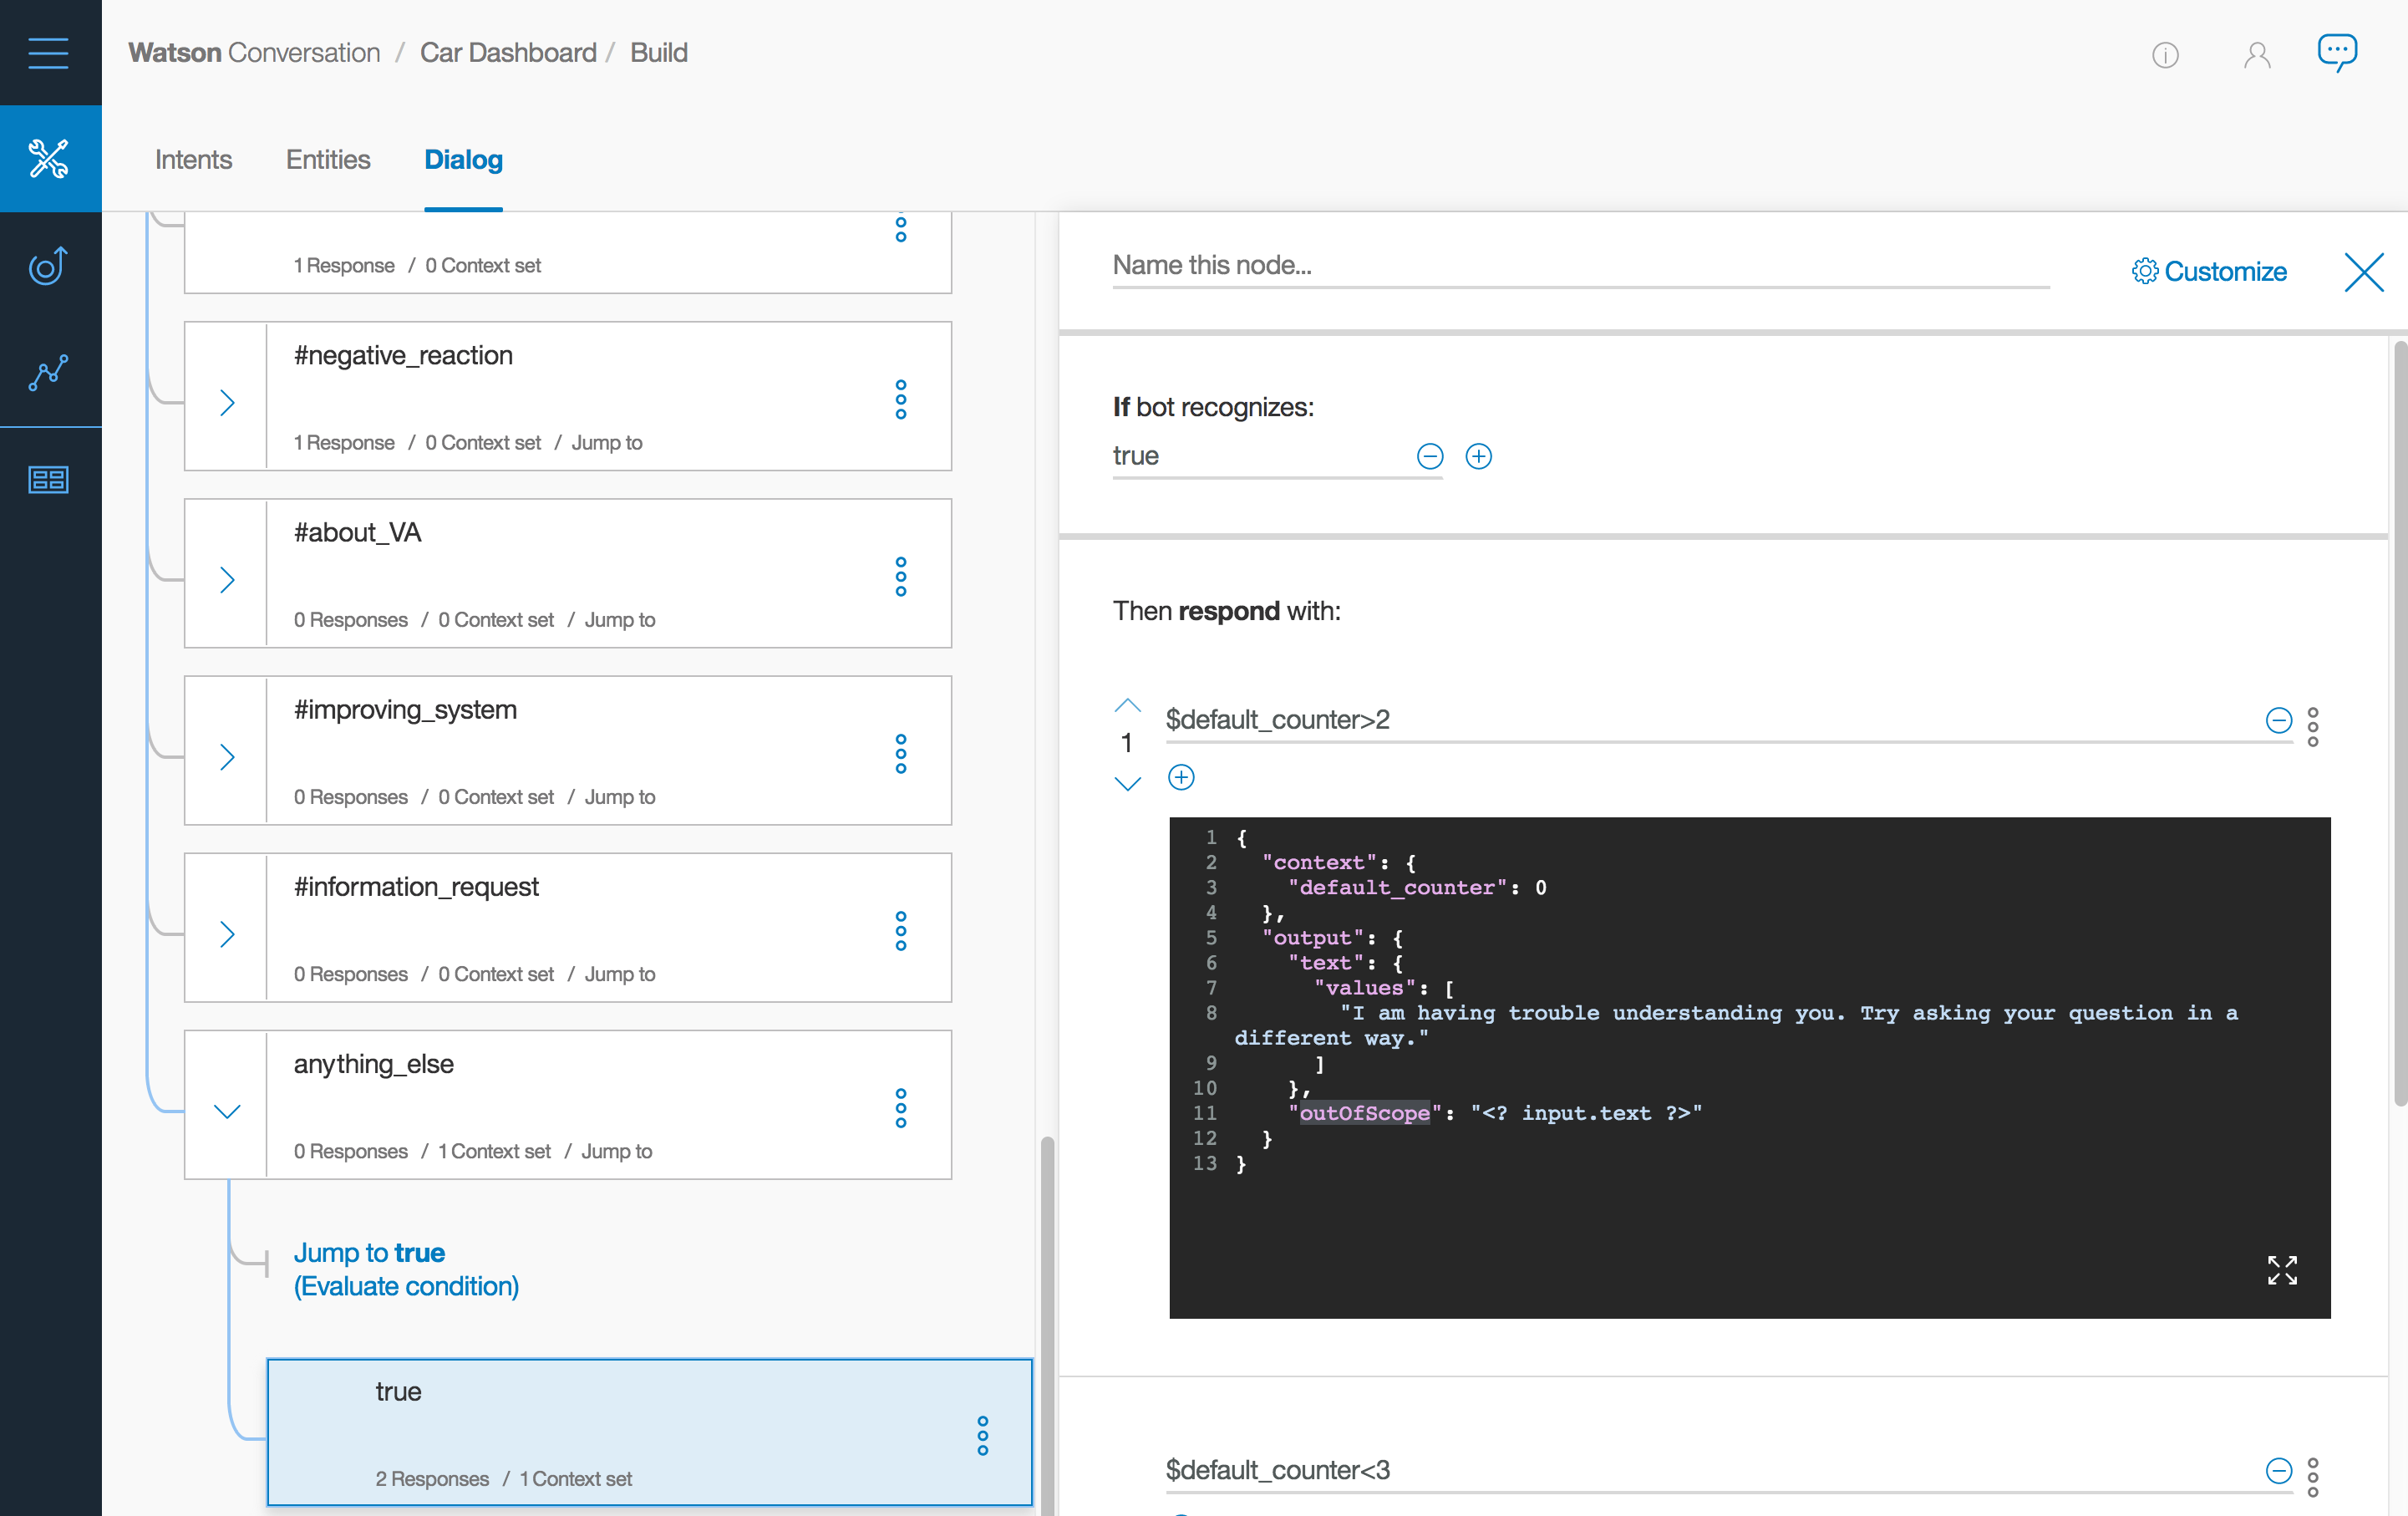 Watson Conversation / Car Dashboard / Build
Intents
Entities
Dialog
1 Response / 0 Context set
#negative_reaction
1 Response / 0 Context set / Jump to
#about_VA
0 Responses / 0 Context set / Jump to
#improving_system
0 Responses / 0 Context set / Jump to
#information_request
0 Responses / 0 Context set / Jump to
anything_else
0 Responses / 1 Context set / Jump to
Jump to true
(Evaluate condition)
true
2 Responses / 1 Context set
Name this node...
Customize
If bot recognizes:
true
Then respond with:
1
$default_counter>2
1 {
2 "context": {
3 "default_counter": 0
4 },
5 "output": {
6 "text": {
7 "values": [
8 "I am having trouble understanding you. Try asking your question in a
different way."
9 ]
10 },
11 "outOfScope": "<? input.text ?>"
12 }
13 }
$default_counter<3